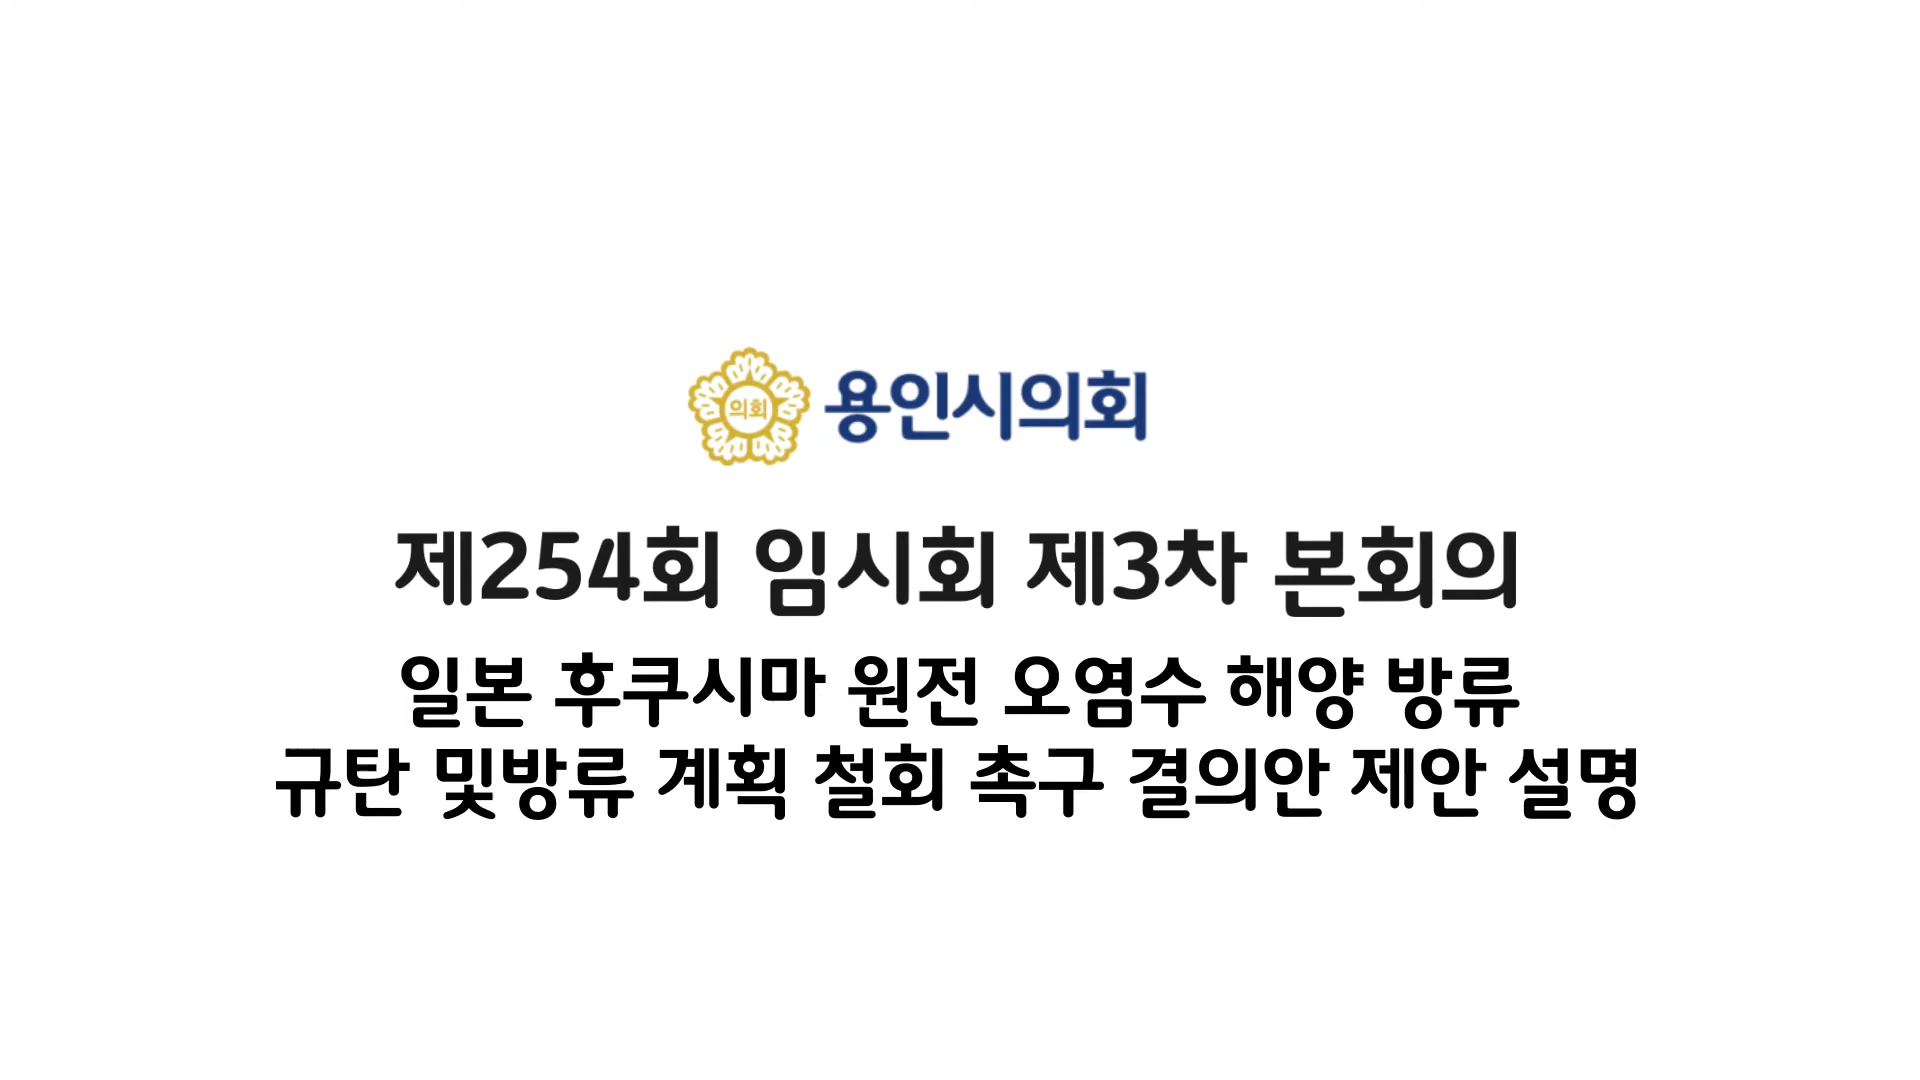 의회 용인시의회
제254회 임시회 제3차 본회의
일본 후쿠시마 원전 오염수 해양 방류
규탄 및방류 계획 철회 촉구 결의안 제안 설명